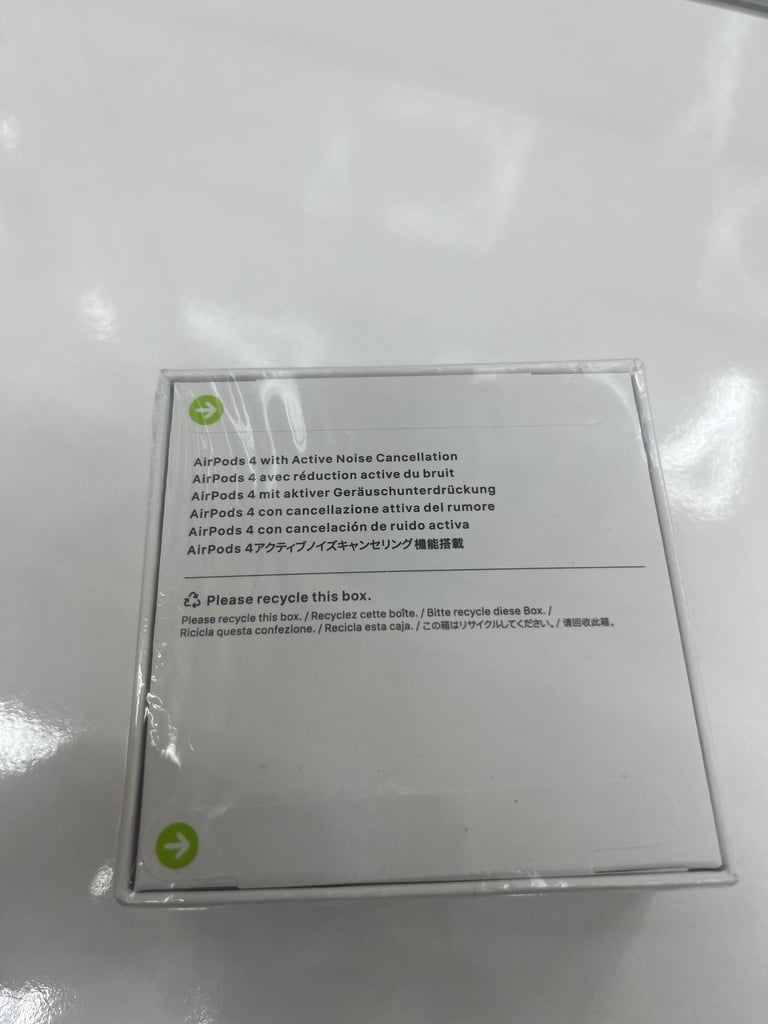 AirPods 4 with Active Noise Cancellation
AirPods 4 avec réduction active du bruit
AirPods 4 mit aktiver Geräuschunterdrückung
AirPods 4 con cancellazione attiva del rumore
AirPods 4 con cancelación de ruido activa
AirPods 4アクティブノイズキャンセリング機能搭載
Please recycle this box.
Please recycle this box. / Recyclez cette boîte. / Bitte recycle diese Box. /
Ricicla questa confezione. / Recicla esta caja. / この箱はリサイクルしてください。/ 请回收此箱。